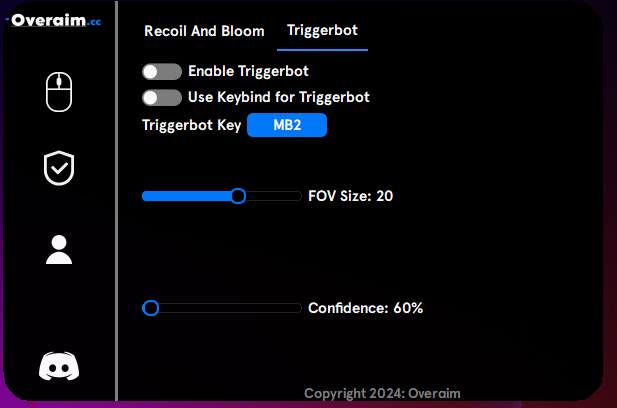 Overaim.cc
Recoil And Bloom Triggerbot
Enable Triggerbot
Use Keybind for Triggerbot
Triggerbot Key MB2
FOV Size: 20
Confidence: 60%
Copyright 2024: Overaim